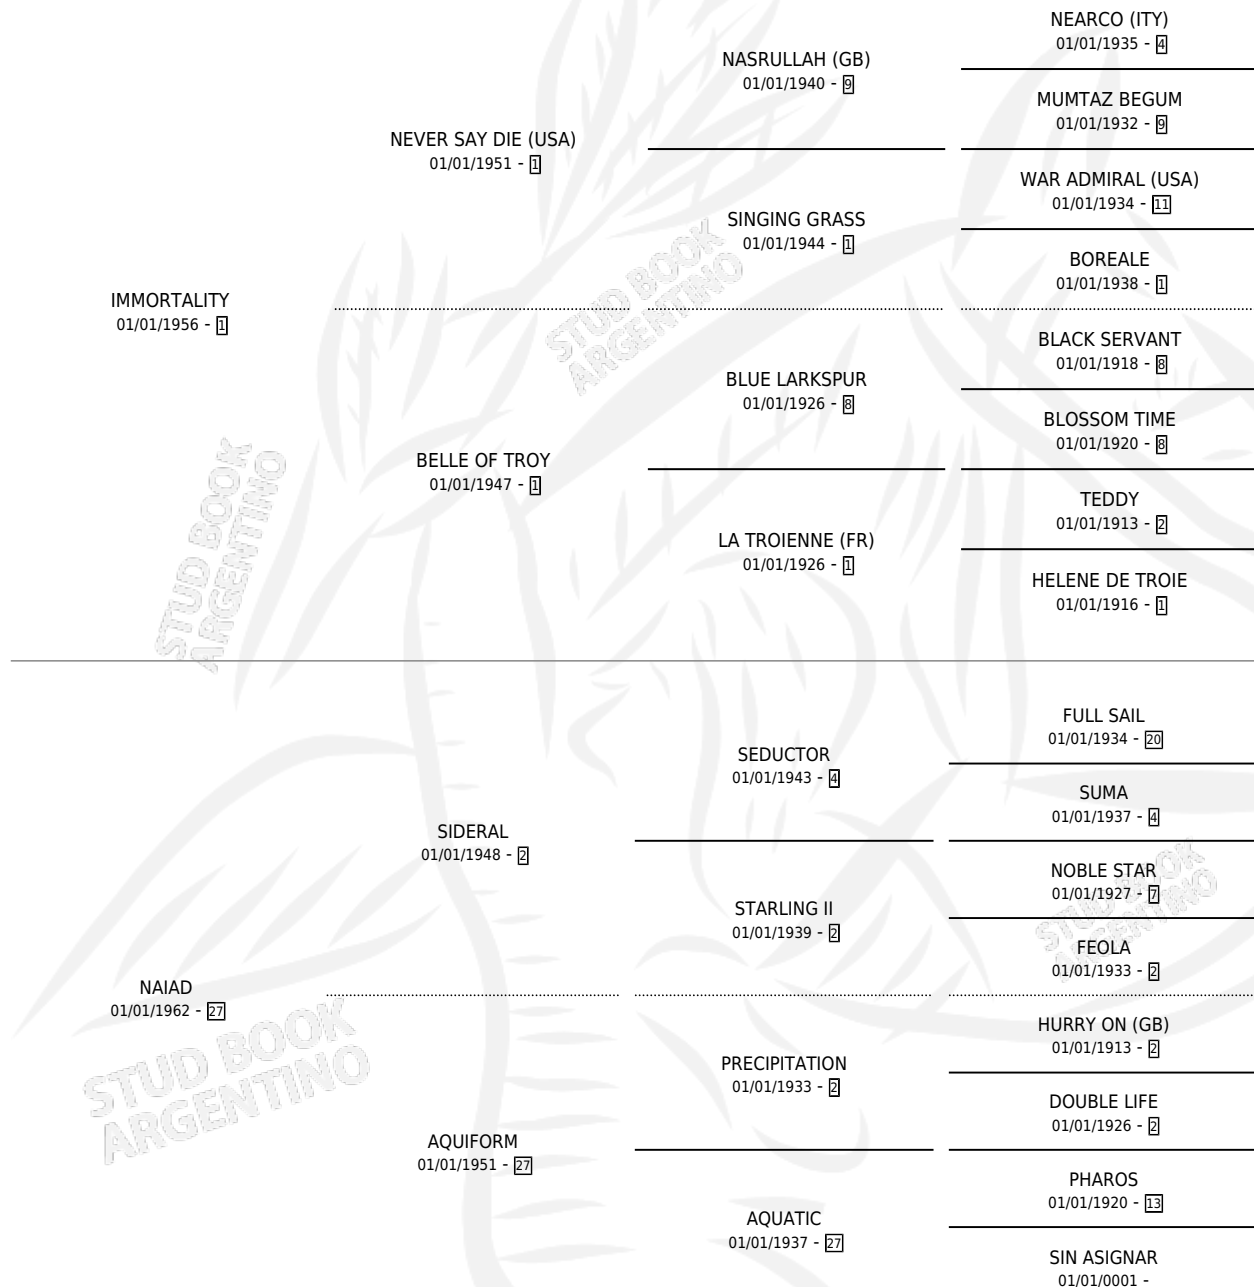 NEARCO (ITY)
01/01/1935 - 4
NASRULLAH (GB)
01/01/1940 - 9
MUMTAZ BEGUM
01/01/1932 - 9
NEVER SAY DIE (USA)
01/01/1951 - 1
WAR ADMIRAL (USA)
01/01/1934 - 11
SINGING GRASS
01/01/1944 - 1
BOREALE
01/01/1938 - 1
IMMORTALITY
01/01/1956 - 1
BLACK SERVANT
01/01/1918 - 8
BLUE LARKSPUR
01/01/1926 - 8
BLOSSOM TIME
01/01/1920 - 8
BELLE OF TROY
01/01/1947 - 1
TEDDY
01/01/1913 - 2
LA TROIENNE (FR)
01/01/1926 - 1
HELENE DE TROIE
01/01/1916 - 1
FULL SAIL
01/01/1934 - 20
SEDUCTOR
01/01/1943 - 4
SUMA
01/01/1937 - 4
SIDERAL
01/01/1948 - 2
NOBLE STAR
01/01/1927 - 7
STARLING II
01/01/1939 - 2
FEOLA
01/01/1933 - 2
NAIAD
01/01/1962 - 27
HURRY ON (GB)
01/01/1913 - 2
PRECIPITATION
01/01/1933 - 2
DOUBLE LIFE
01/01/1926 - 2
AQUIFORM
01/01/1951 - 27
PHAROS
01/01/1920 - 13
AQUATIC
01/01/1937 - 27
SIN ASIGNAR
01/01/0001 -
STUD BOOK
ARGENTINO
STUD BOOK
ARGENTINO
STUD BOOK
ARGENTINO
STUD BOOK
ARGENTINO